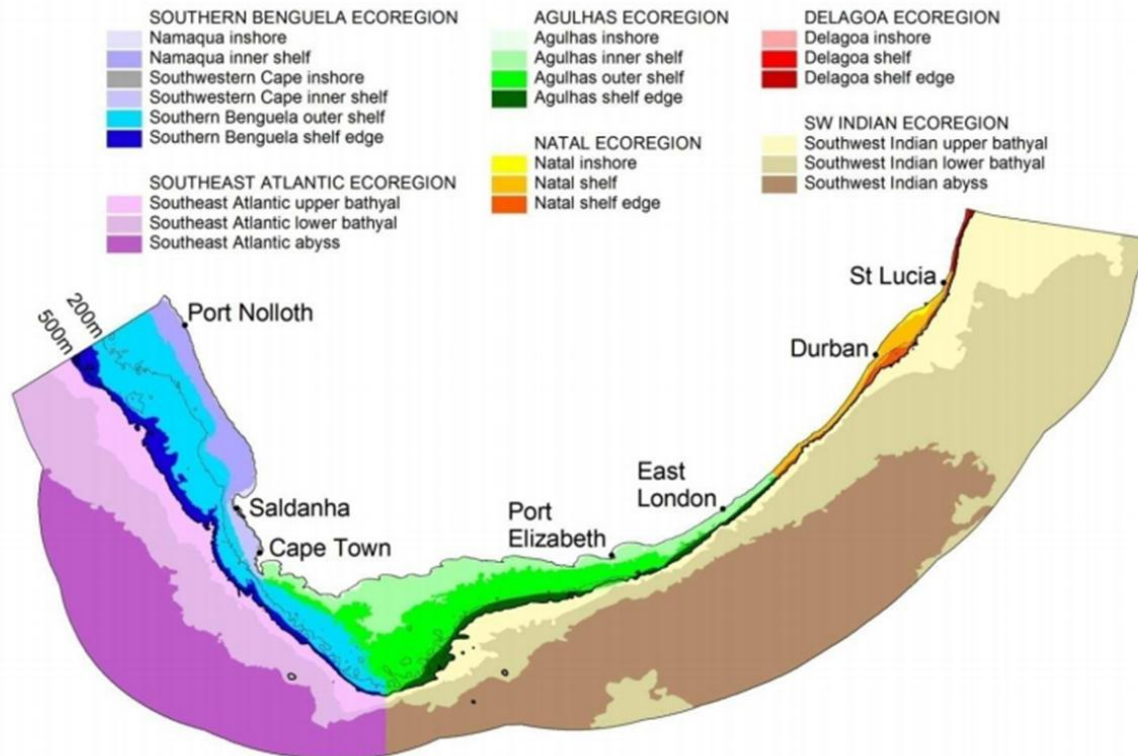 SOUTHERN BENGUELA ECOREGION
Namaqua inshore
Namaqua inner shelf
Southwestern Cape inshore
Southwestern Cape inner shelf
Southern Benguela outer shelf
Southern Benguela shelf edge
SOUTHEAST ATLANTIC ECOREGION
Southeast Atlantic upper bathyal
Southeast Atlantic lower bathyal
Southeast Atlantic abyss
AGULHAS ECOREGION
Agulhas inshore
Agulhas inner shelf
Agulhas outer shelf
Agulhas shelf edge
NATAL ECOREGION
Natal inshore
Natal shelf
Natal shelf edge
DELAGOA ECOREGION
Delagoa inshore
Delagoa shelf
Delagoa shelf edge
SW INDIAN ECOREGION
Southwest Indian upper bathyal
Southwest Indian lower bathyal
Southwest Indian abyss
200m
500m
Port Nolloth
Saldanha
Cape Town
Port
Elizabeth
East
London
Durban
St Lucia